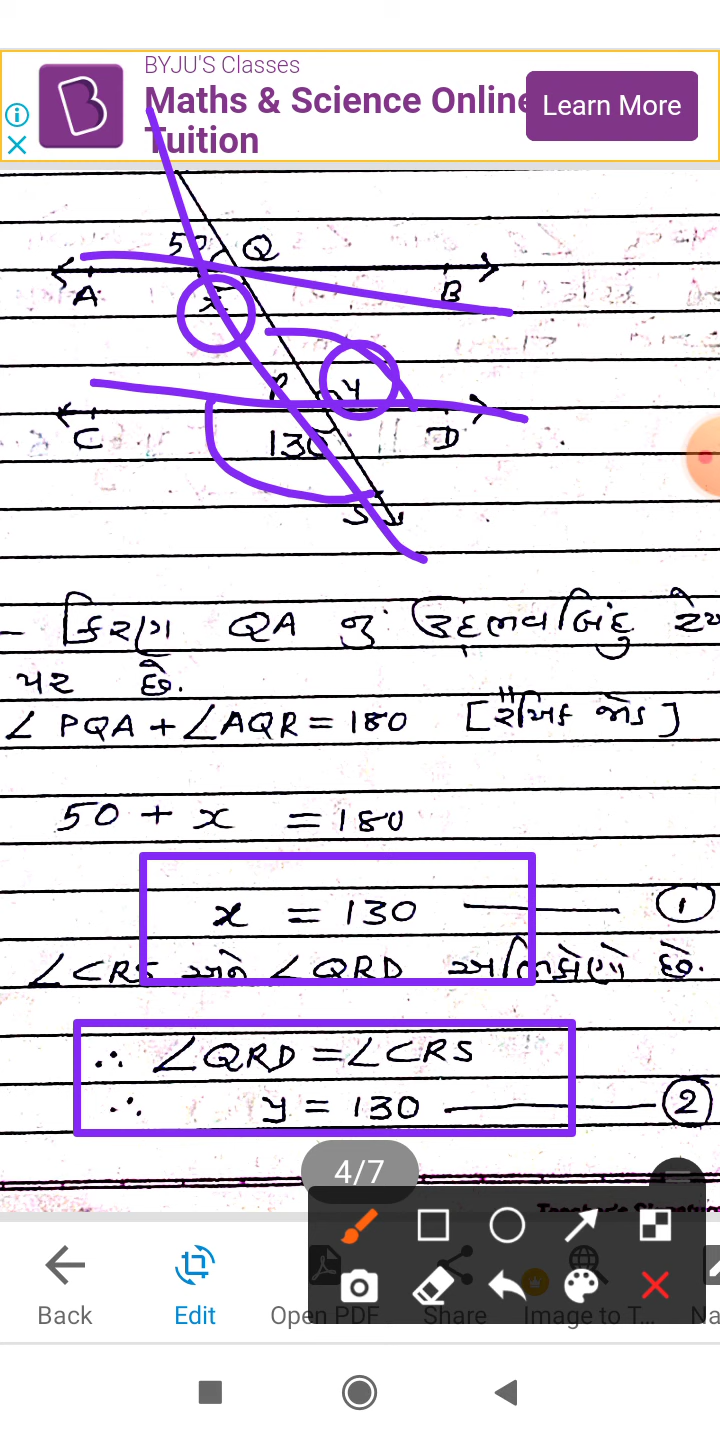 BYJU'S Classes
Maths & Science Online
Tuition
Learn More
50 Q
A x B
R y
C 130 D
S
- કિરણ QA નું ઉદ્દભવબિંદુ
પર છે.
∠ PQA + ∠AQR = 180 [રૈખિક જોડ]
50 + x = 180
x = 130 ①
∠CRS અને ∠QRD અભિકોણો છે.
∴ ∠QRD = ∠CRS
∴ y = 130 ②
4/7
Back Edit Open PDF Share Image to T... Na